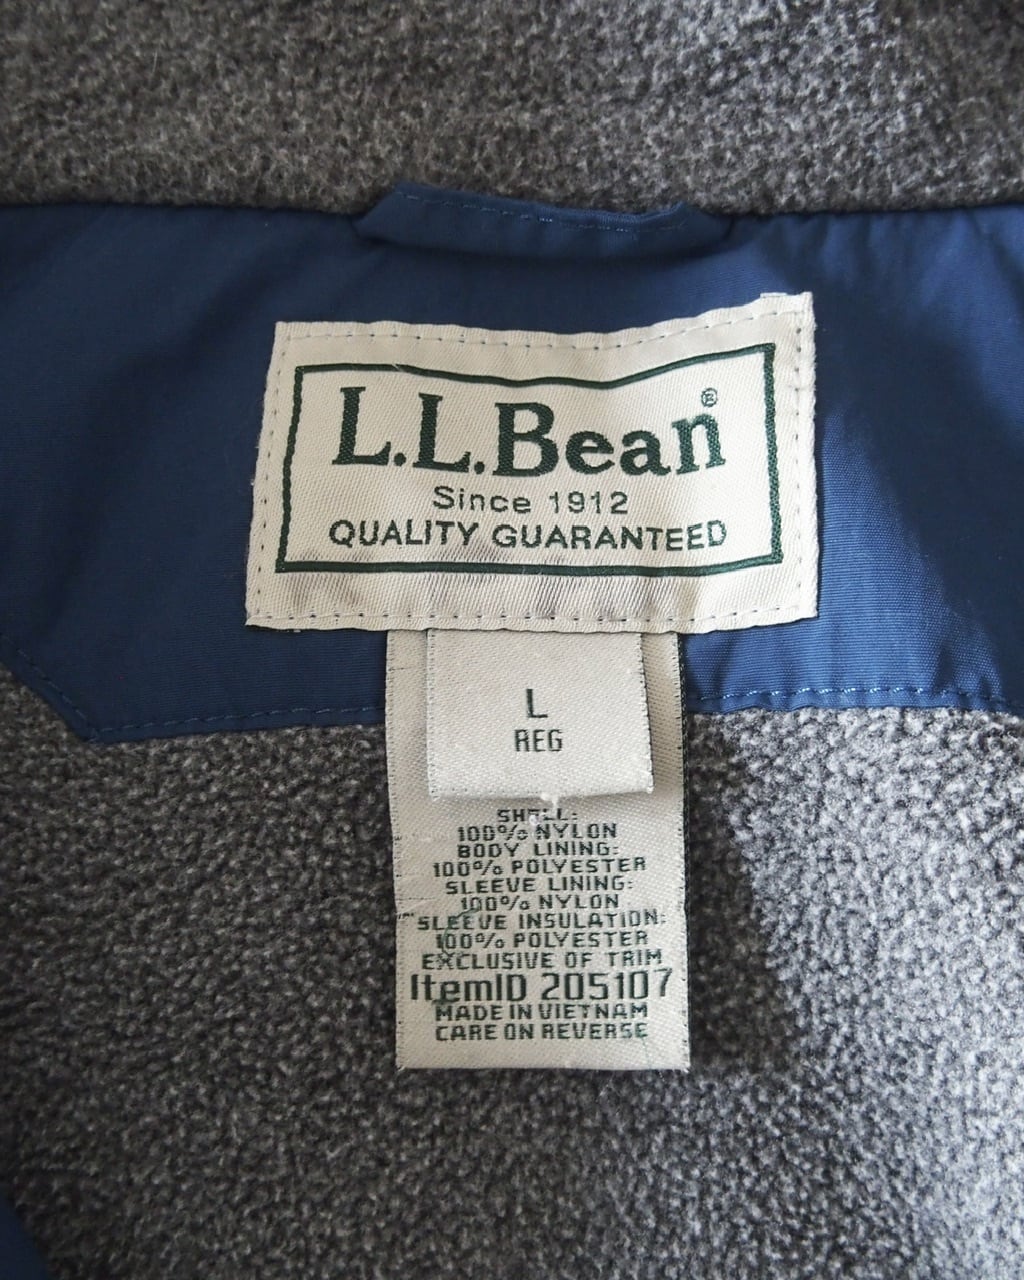 L.L.Bean®
Since 1912
QUALITY GUARANTEED
L
REG
SHELL:
100% NYLON
BODY LINING:
100% POLYESTER
SLEEVE LINING:
100% NYLON
SLEEVE INSULATION:
100% POLYESTER
EXCLUSIVE OF TRIM
ItemID 205107
MADE IN VIETNAM
CARE ON REVERSE